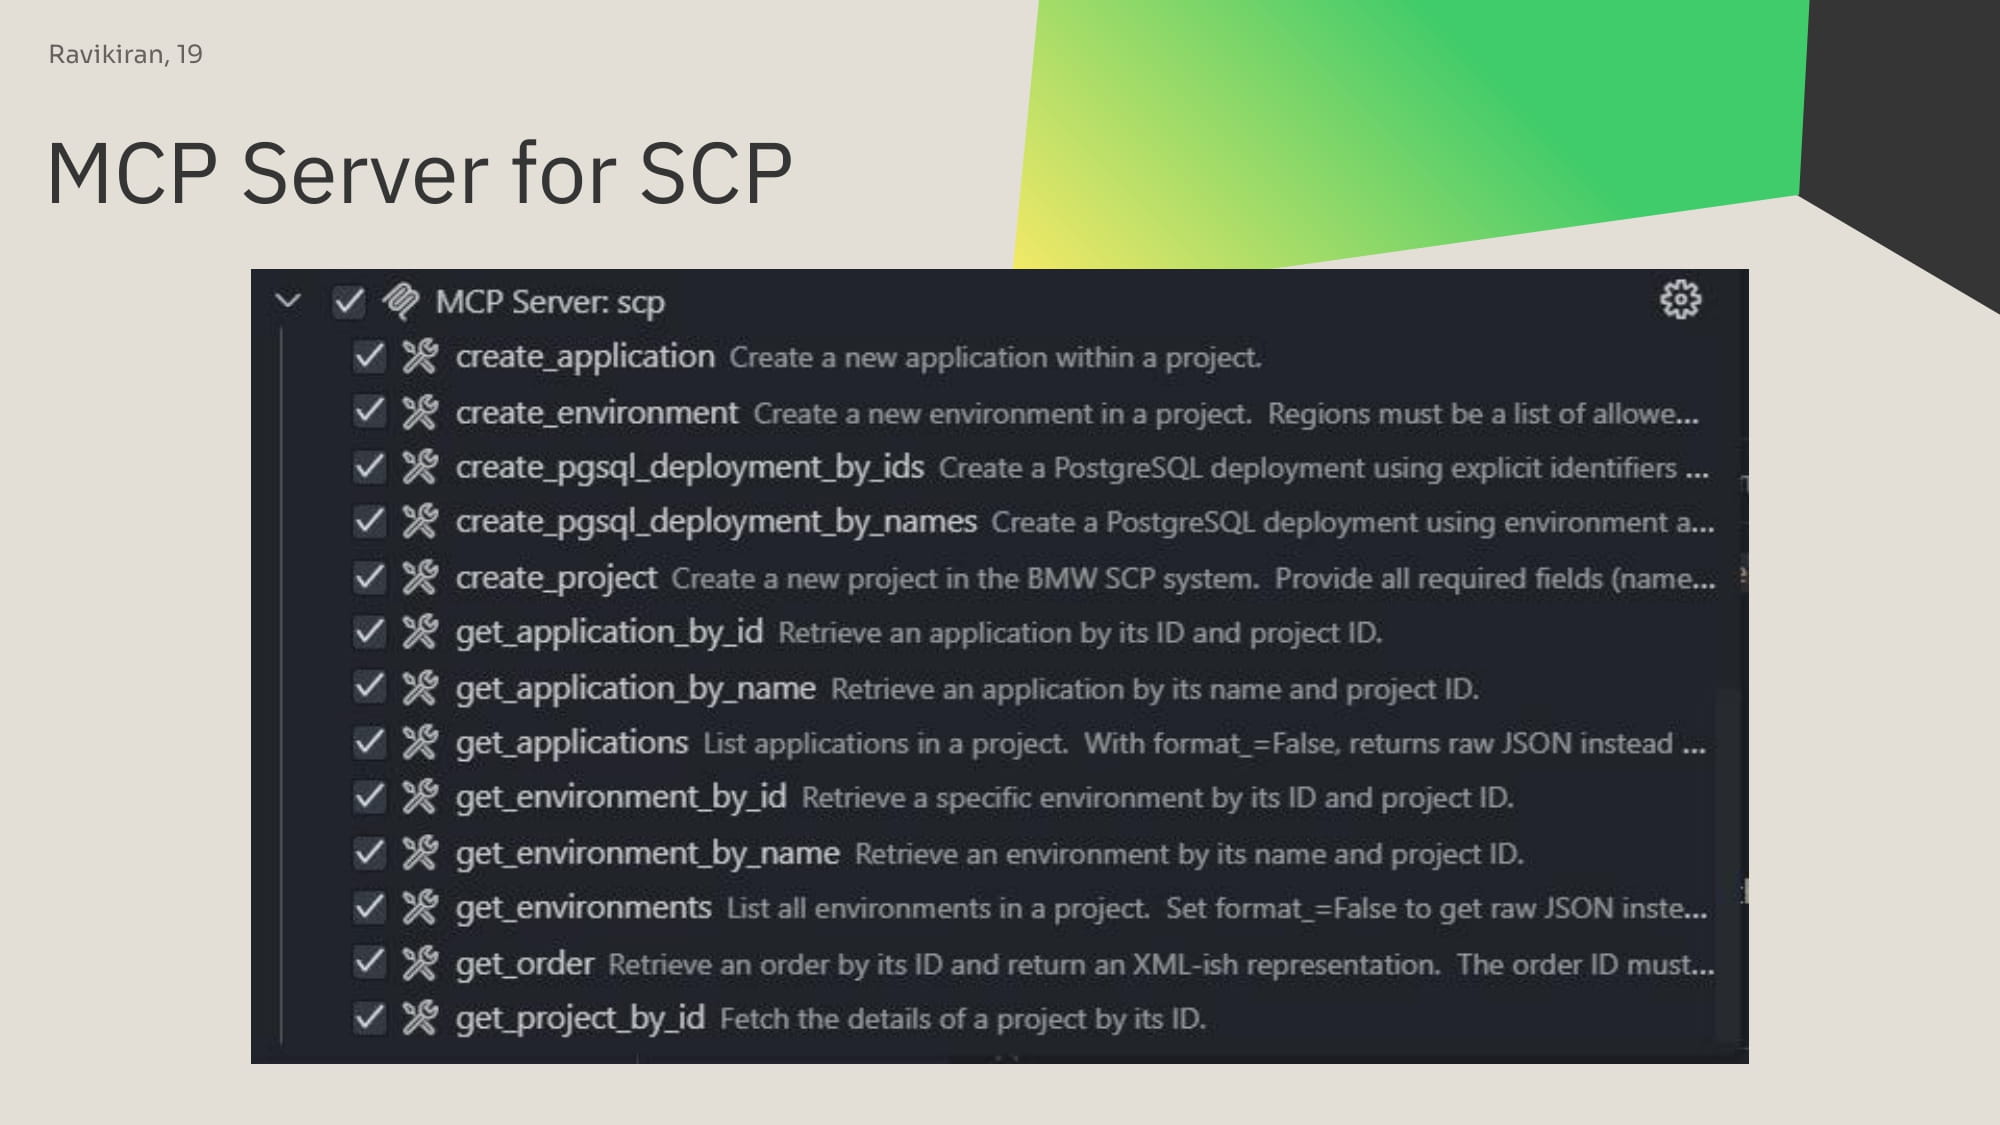 Ravikiran, 19
MCP Server for SCP
MCP Server: scp
create_application Create a new application within a project.
create_environment Create a new environment in a project. Regions must be a list of allowe...
create_pgsql_deployment_by_ids Create a PostgreSQL deployment using explicit identifiers ...
create_pgsql_deployment_by_names Create a PostgreSQL deployment using environment a...
create_project Create a new project in the BMW SCP system. Provide all required fields (name...
get_application_by_id Retrieve an application by its ID and project ID.
get_application_by_name Retrieve an application by its name and project ID.
get_applications List applications in a project. With format_=False, returns raw JSON instead ...
get_environment_by_id Retrieve a specific environment by its ID and project ID.
get_environment_by_name Retrieve an environment by its name and project ID.
get_environments List all environments in a project. Set format_=False to get raw JSON inste...
get_order Retrieve an order by its ID and return an XML-ish representation. The order ID must...
get_project_by_id Fetch the details of a project by its ID.